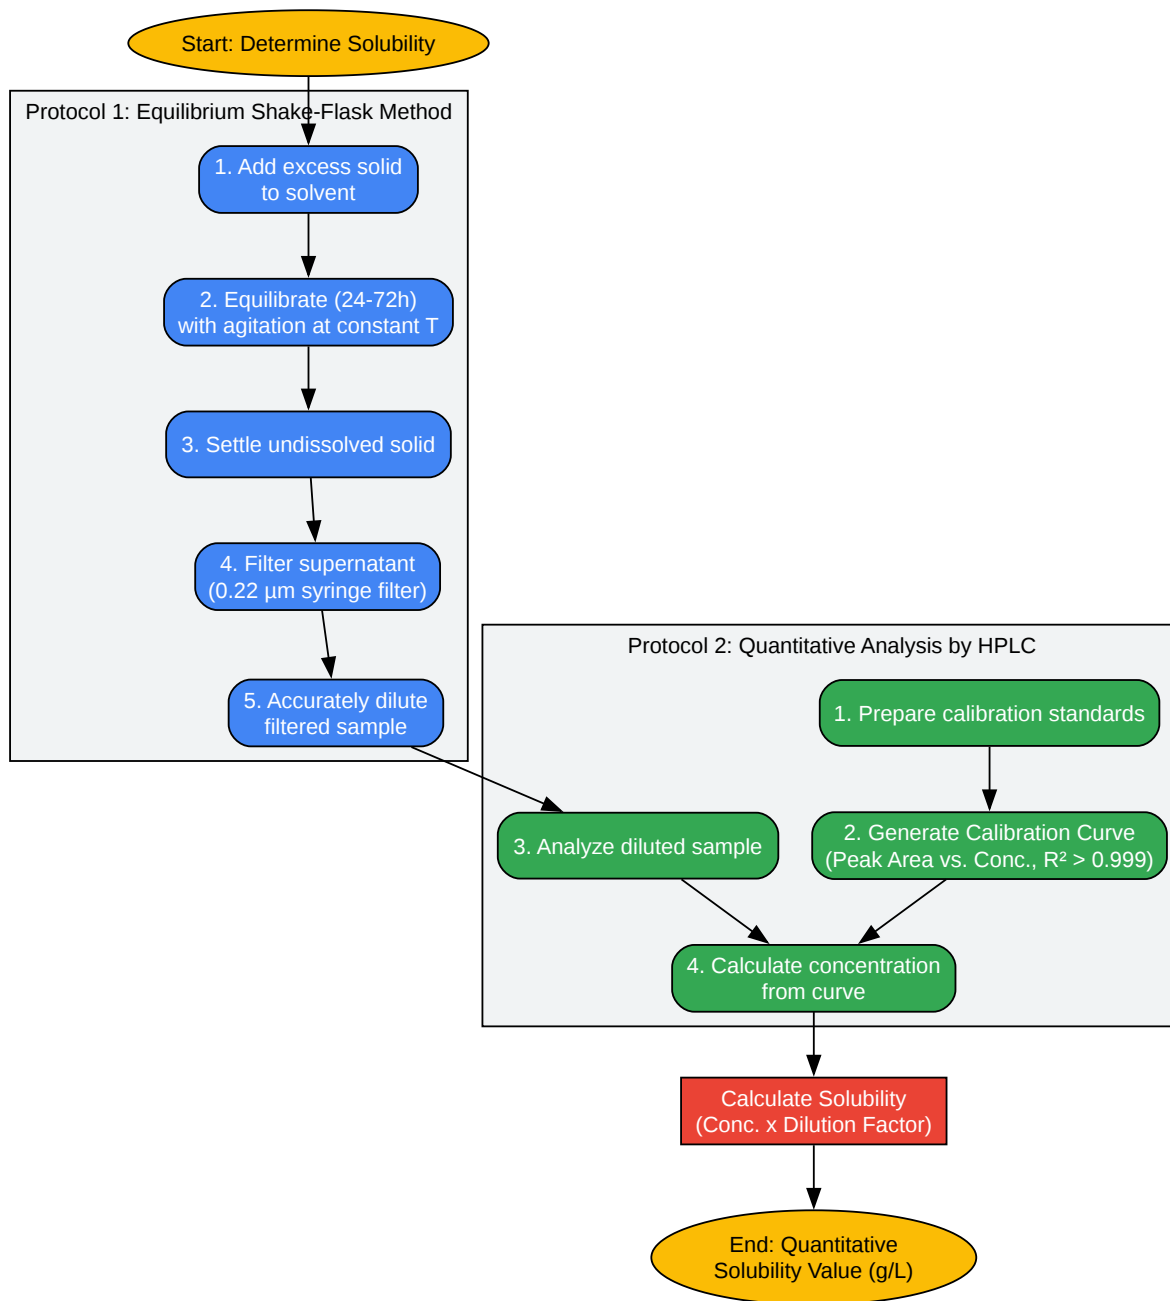 Start: Determine Solubility
Protocol 1: Equilibrium Shake-Flask Method
1. Add excess solid
to solvent
2. Equilibrate (24-72h)
with agitation at constant T
3. Settle undissolved solid
4. Filter supernatant
(0.22 µm syringe filter)
5. Accurately dilute
filtered sample
Protocol 2: Quantitative Analysis by HPLC
1. Prepare calibration standards
2. Generate Calibration Curve
(Peak Area vs. Conc., R² > 0.999)
3. Analyze diluted sample
4. Calculate concentration
from curve
Calculate Solubility
(Conc. x Dilution Factor)
End: Quantitative
Solubility Value (g/L)